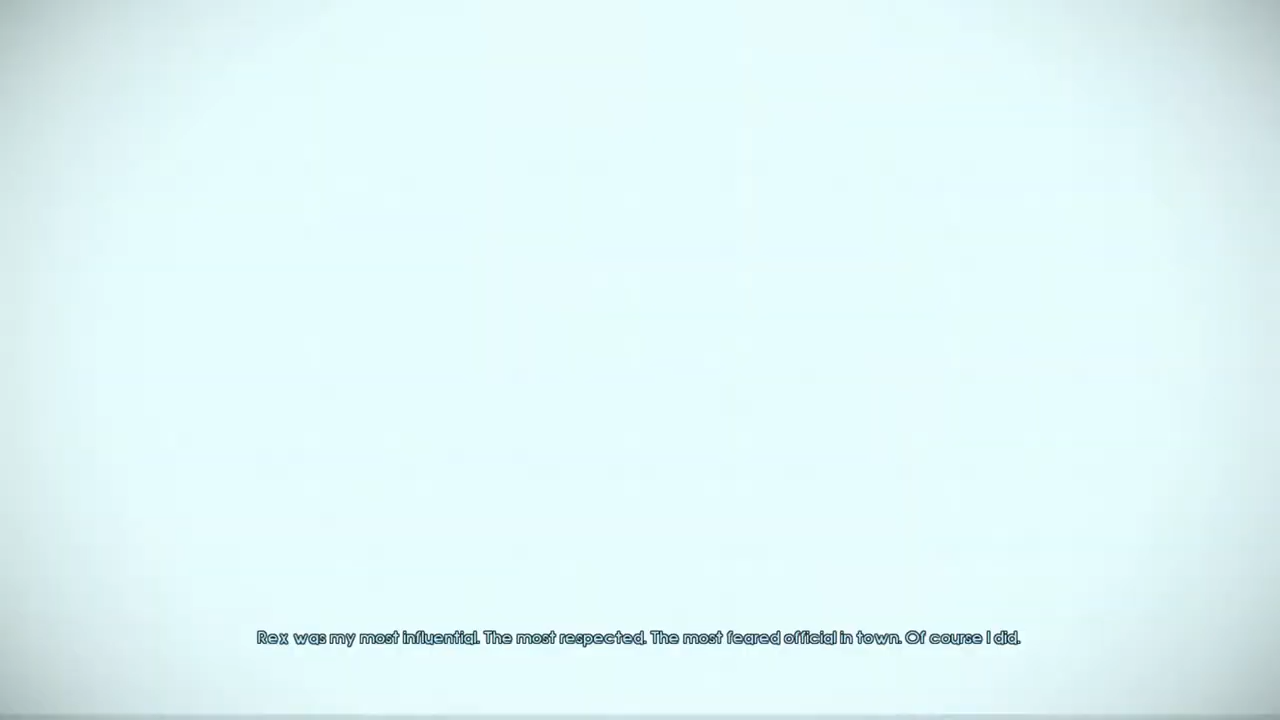 Rex was my most influential. The most respected. The most feared official in town. Of course I did.